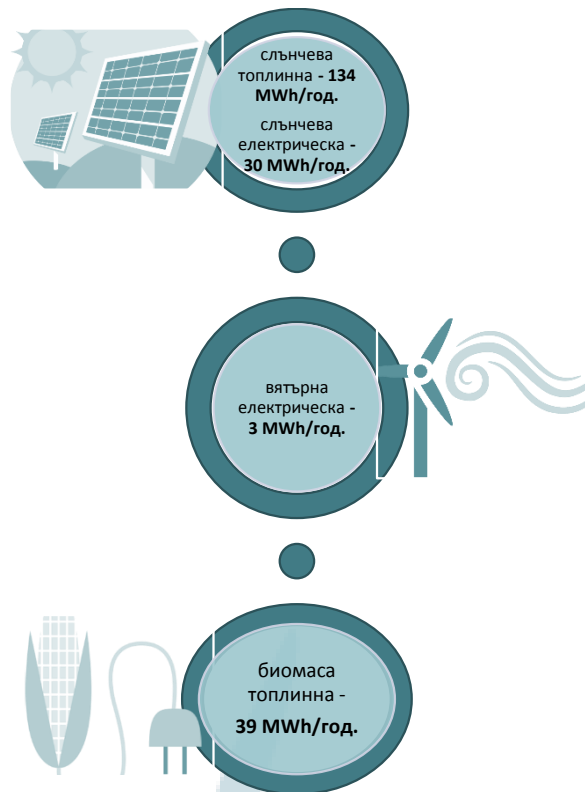 слънчева
топлинна - 134
MWh/год.
слънчева
електрическа -
30 MWh/год.
вятърна
електрическа -
3 MWh/год.
биомаса
топлинна -
39 MWh/год.